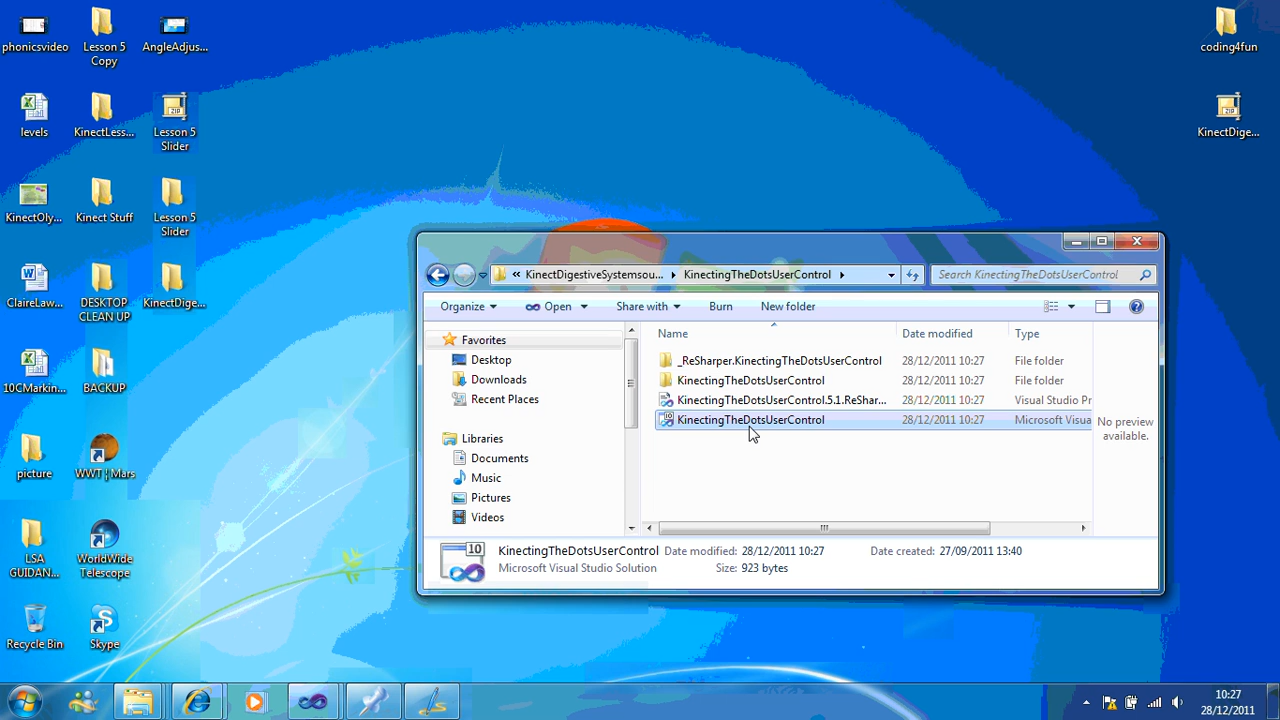 phonicsvideo
Lesson 5
Copy
AngleAdjus...
coding4fun
levels
KinectLess...
ZIP
Lesson 5
Slider
ZIP
KinectDige...
KinectOly...
Kinect Stuff
Lesson 5
Slider
ClaireLaw...
DESKTOP
CLEAN UP
KinectDige...
10CMarkin...
BACKUP
picture
WWT ¦ Mars
LSA
GUIDAN...
WorldWide
Telescope
Recycle Bin
Skype
« KinectDigestiveSystemsou... KinectingTheDotsUserControl
Search KinectingTheDotsUserControl
Organize Open Share with Burn New folder
Favorites
Desktop
Downloads
Recent Places
Libraries
Documents
Music
Pictures
Videos
Name Date modified Type
_ReSharper.KinectingTheDotsUserControl 28/12/2011 10:27 File folder
KinectingTheDotsUserControl 28/12/2011 10:27 File folder
KinectingTheDotsUserControl.5.1.ReShar... 28/12/2011 10:27 Visual Studio Pr
KinectingTheDotsUserControl 28/12/2011 10:27 Microsoft Visua
No preview
available.
10
KinectingTheDotsUserControl Date modified: 28/12/2011 10:27 Date created: 27/09/2011 13:40
Microsoft Visual Studio Solution Size: 923 bytes
10:27
28/12/2011